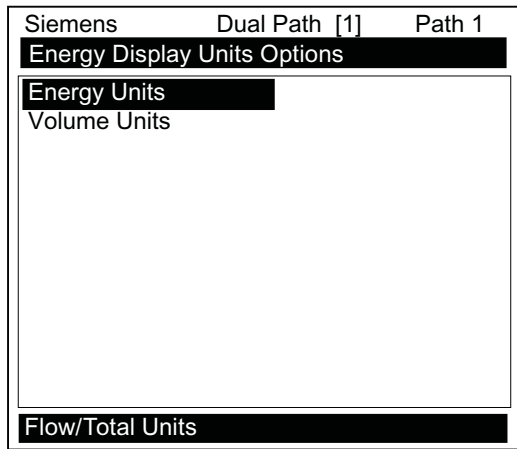 Siemens Dual Path [1] Path 1
Energy Display Units Options
Energy Units
Volume Units
Flow/Total Units